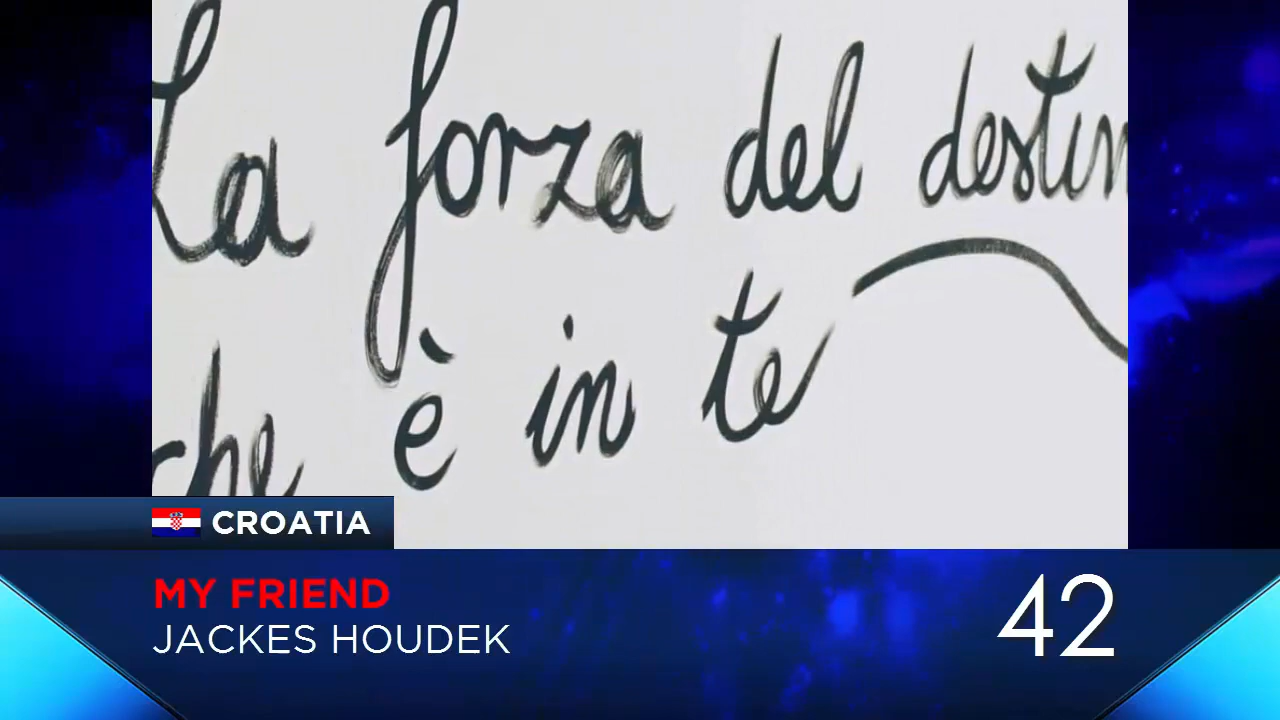 La forza del destin
che è in te
CROATIA
MY FRIEND
JACKES HOUDEK
42